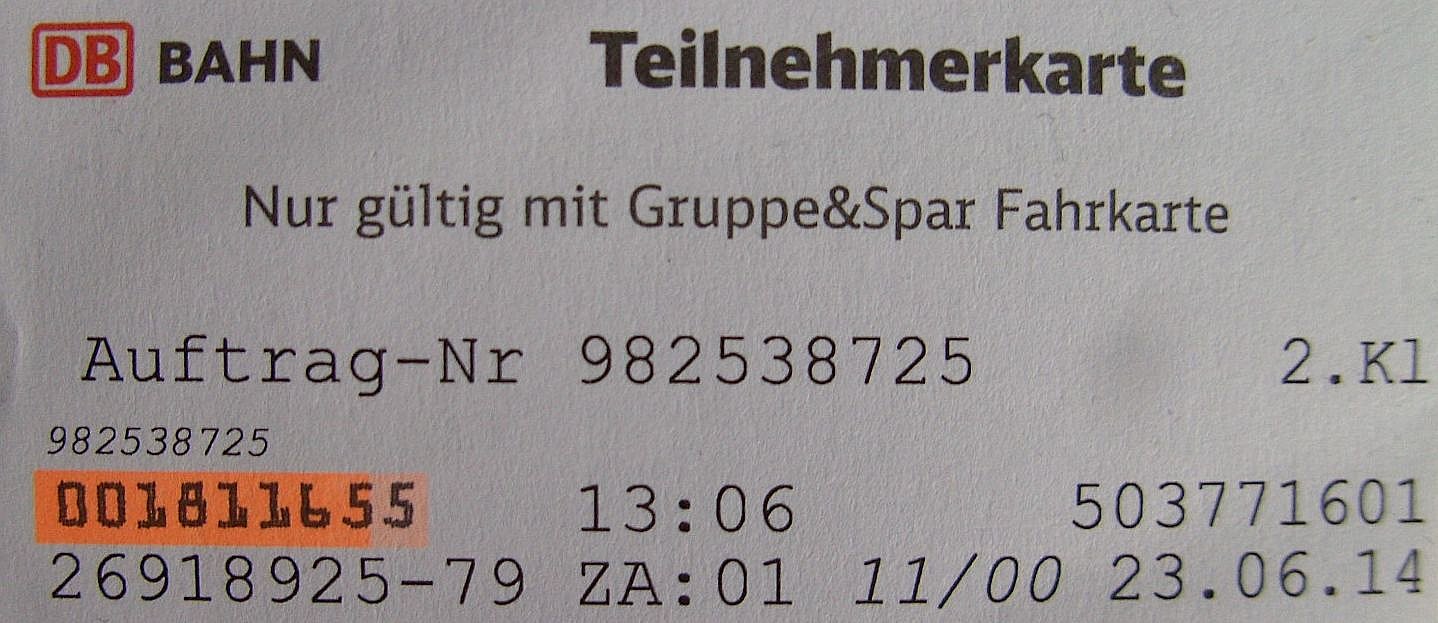 DB BAHN Teilnehmerkarte
Nur gültig mit Gruppe&Spar Fahrkarte
Auftrag-Nr 982538725 2.Kl
982538725
001811655 13:06 503771601
26918925-79 ZA:01 11/00 23.06.14